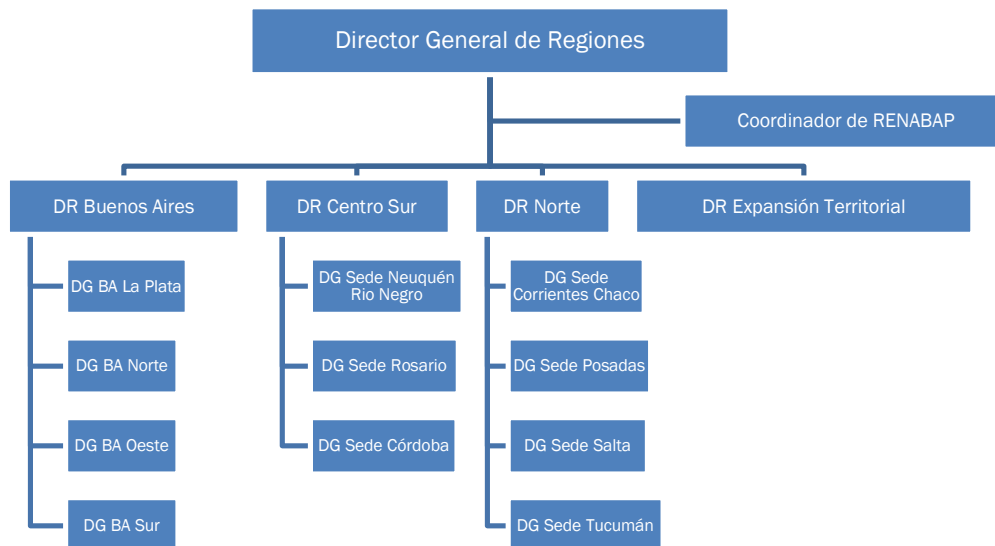 Director General de Regiones
Coordinador de RENABAP
DR Buenos Aires
DR Centro Sur
DR Norte
DR Expansión Territorial
DG BA La Plata
DG BA Norte
DG BA Oeste
DG BA Sur
DG Sede Neuquén
Rio Negro
DG Sede Rosario
DG Sede Córdoba
DG Sede
Corrientes Chaco
DG Sede Posadas
DG Sede Salta
DG Sede Tucumán